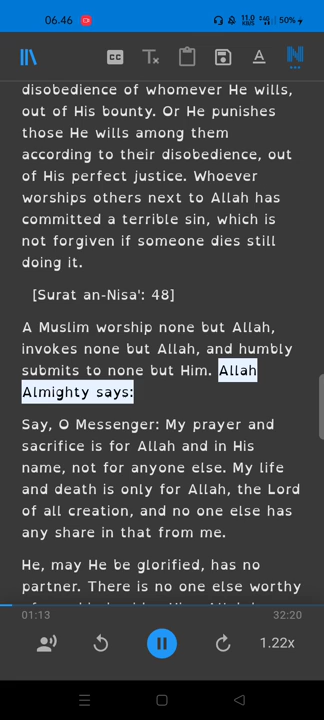 06.46 11.0 KB/S 50%
CC
disobedience of whomever He wills,
out of His bounty. Or He punishes
those He wills among them
according to their disobedience, out
of His perfect justice. Whoever
worships others next to Allah has
committed a terrible sin, which is
not forgiven if someone dies still
doing it.
[Surat an-Nisa': 48]
A Muslim worship none but Allah,
invokes none but Allah, and humbly
submits to none but Him. Allah
Almighty says:
Say, O Messenger: My prayer and
sacrifice is for Allah and in His
name, not for anyone else. My life
and death is only for Allah, the Lord
of all creation, and no one else has
any share in that from me.
He, may He be glorified, has no
partner. There is no one else worthy
01:13 32:20
1.22x